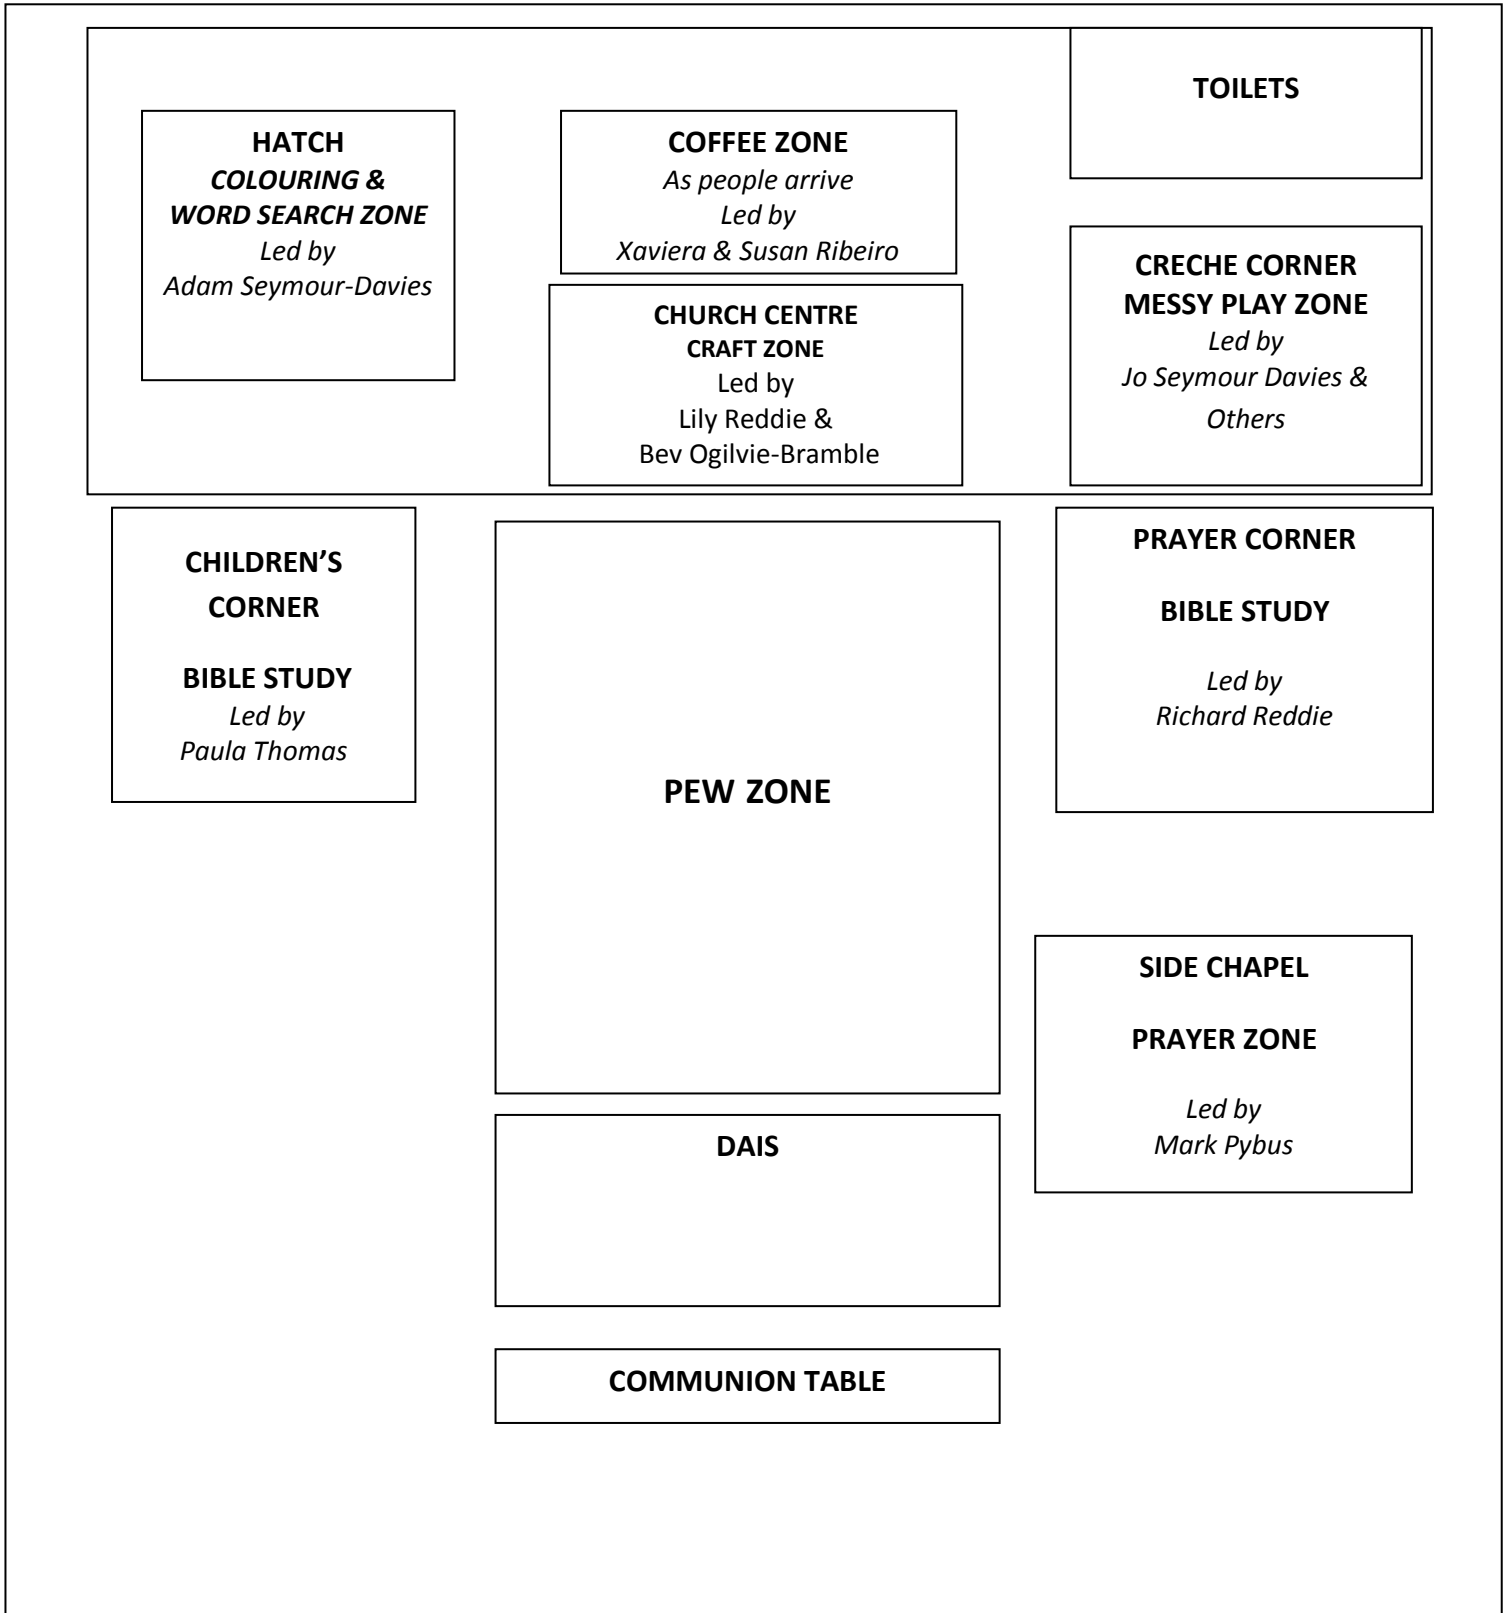 TOILETS
HATCH
COLOURING &
WORD SEARCH ZONE
Led by
Adam Seymour-Davies
COFFEE ZONE
As people arrive
Led by
Xaviera & Susan Ribeiro
CHURCH CENTRE
CRAFT ZONE
Led by
Lily Reddie &
Bev Ogilvie-Bramble
CRECHE CORNER
MESSY PLAY ZONE
Led by
Jo Seymour Davies &
Others
CHILDREN’S
CORNER
BIBLE STUDY
Led by
Paula Thomas
PEW ZONE
PRAYER CORNER
BIBLE STUDY
Led by
Richard Reddie
SIDE CHAPEL
PRAYER ZONE
Led by
Mark Pybus
DAIS
COMMUNION TABLE